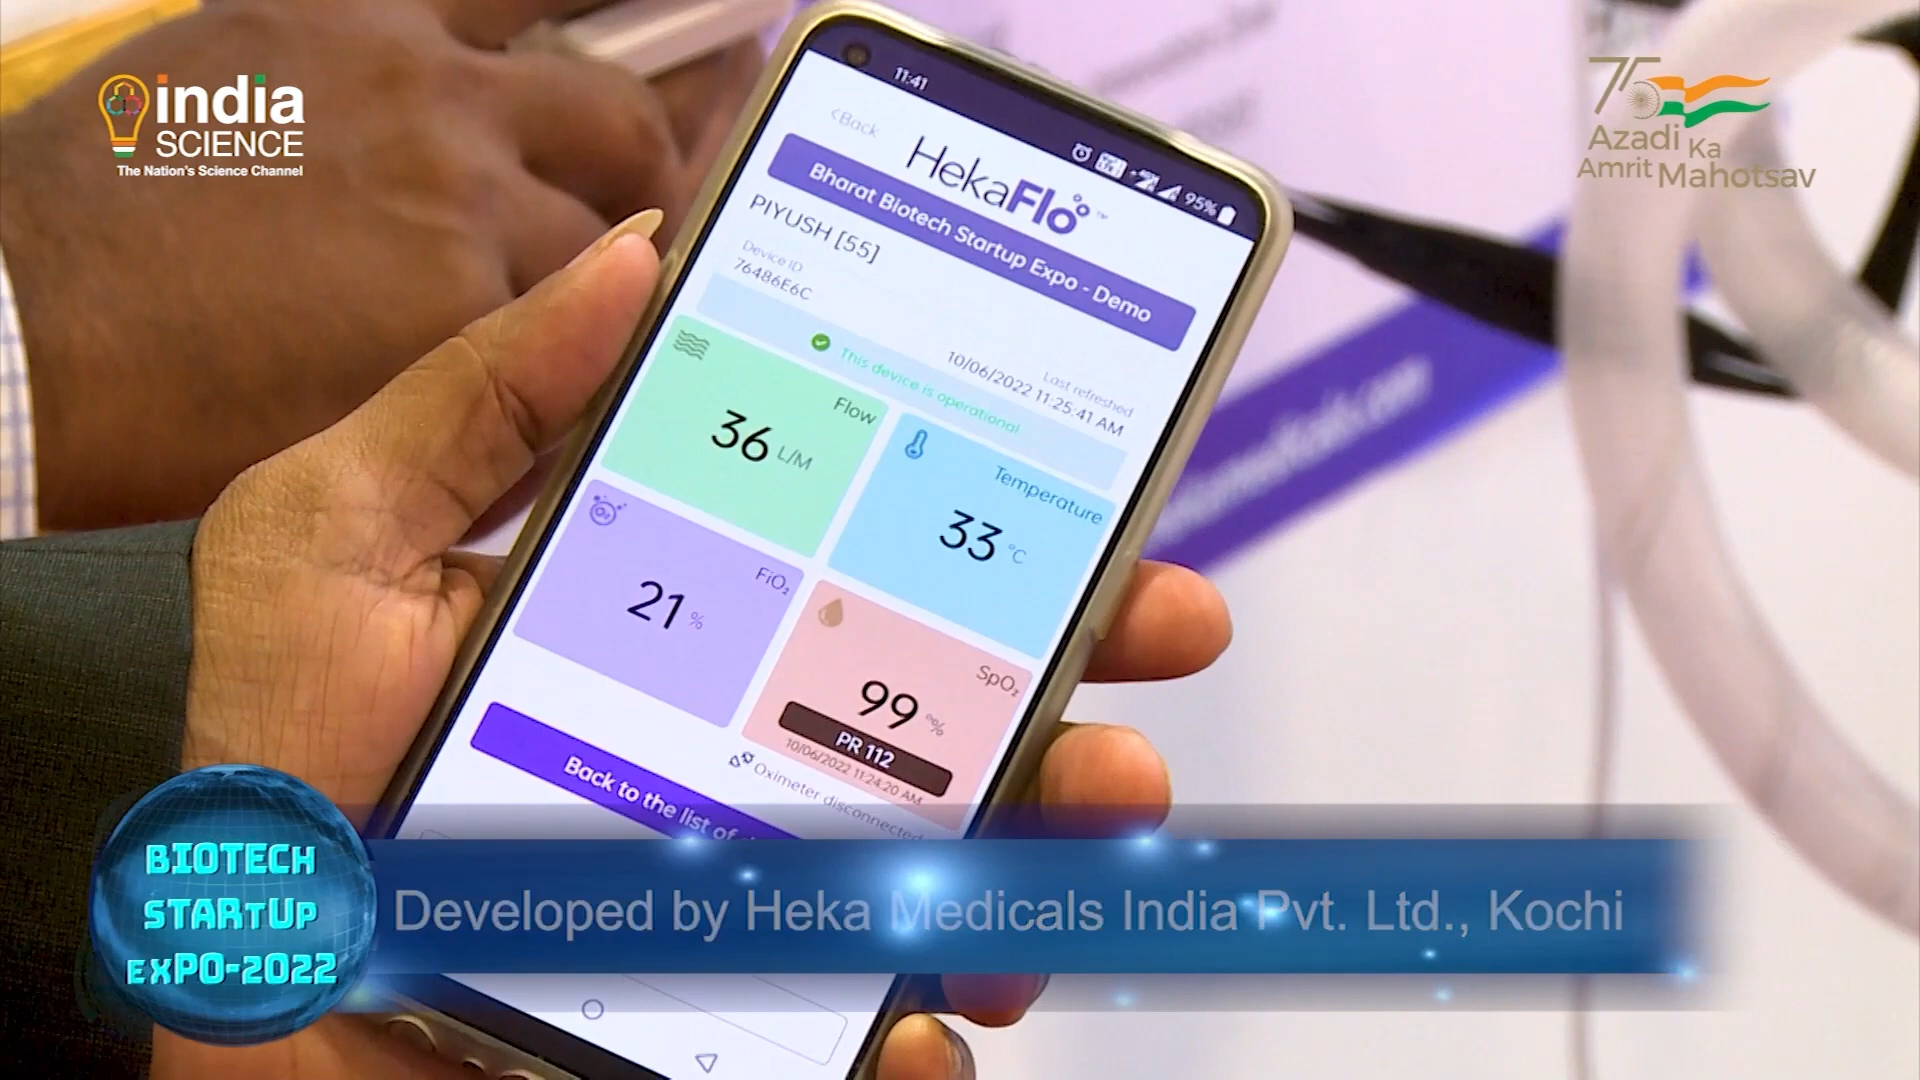 india
SCIENCE
The Nation's Science Channel
75
Azadi Ka
Amrit Mahotsav
11:41
95%
<Back
HekaFlo™
Bharat Biotech Startup Expo - Demo
PIYUSH [55]
Device ID
76486E6C
Last refreshed
10/06/2022 11:25:41 AM
This device is operational
Flow
36 L/M
Temperature
33 °C
O₂
FiO₂
21 %
SpO₂
99 %
PR 112
10/06/2022 11:24:20 AM
Oximeter disconnected
Back to the list of
BIOTECH
STARTUP
EXPO-2022
Developed by Heka Medicals India Pvt. Ltd., Kochi